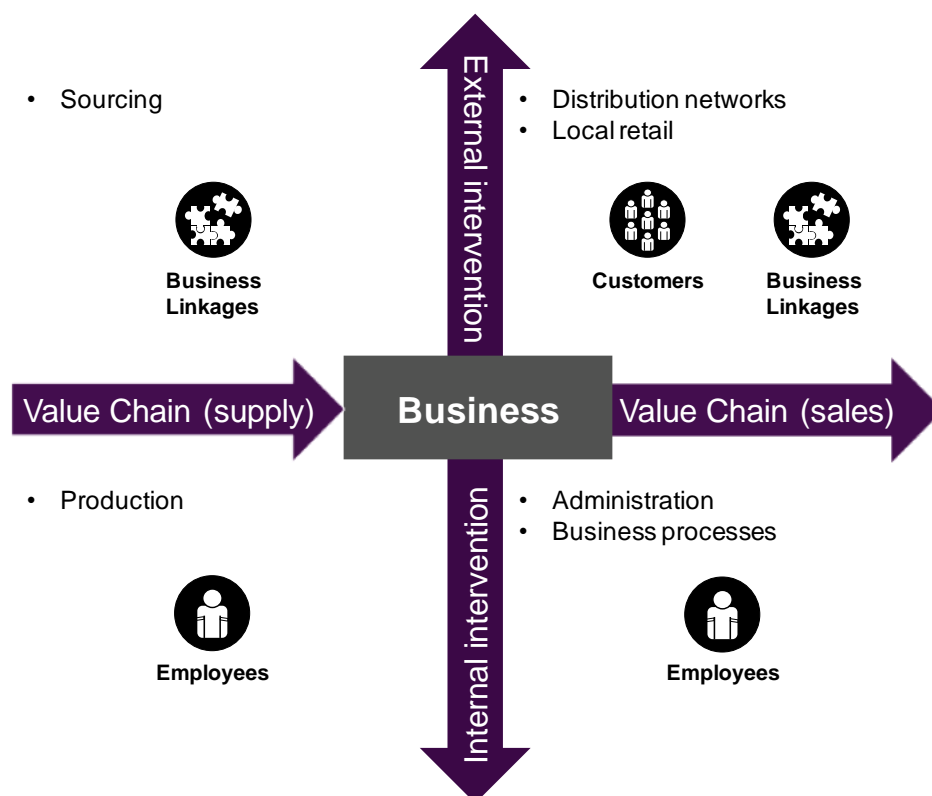 • Sourcing
• Distribution networks
• Local retail
External intervention
Business
Linkages
Customers
Business
Linkages
Value Chain (supply)
Business
Value Chain (sales)
• Production
• Administration
• Business processes
Internal intervention
Employees
Employees